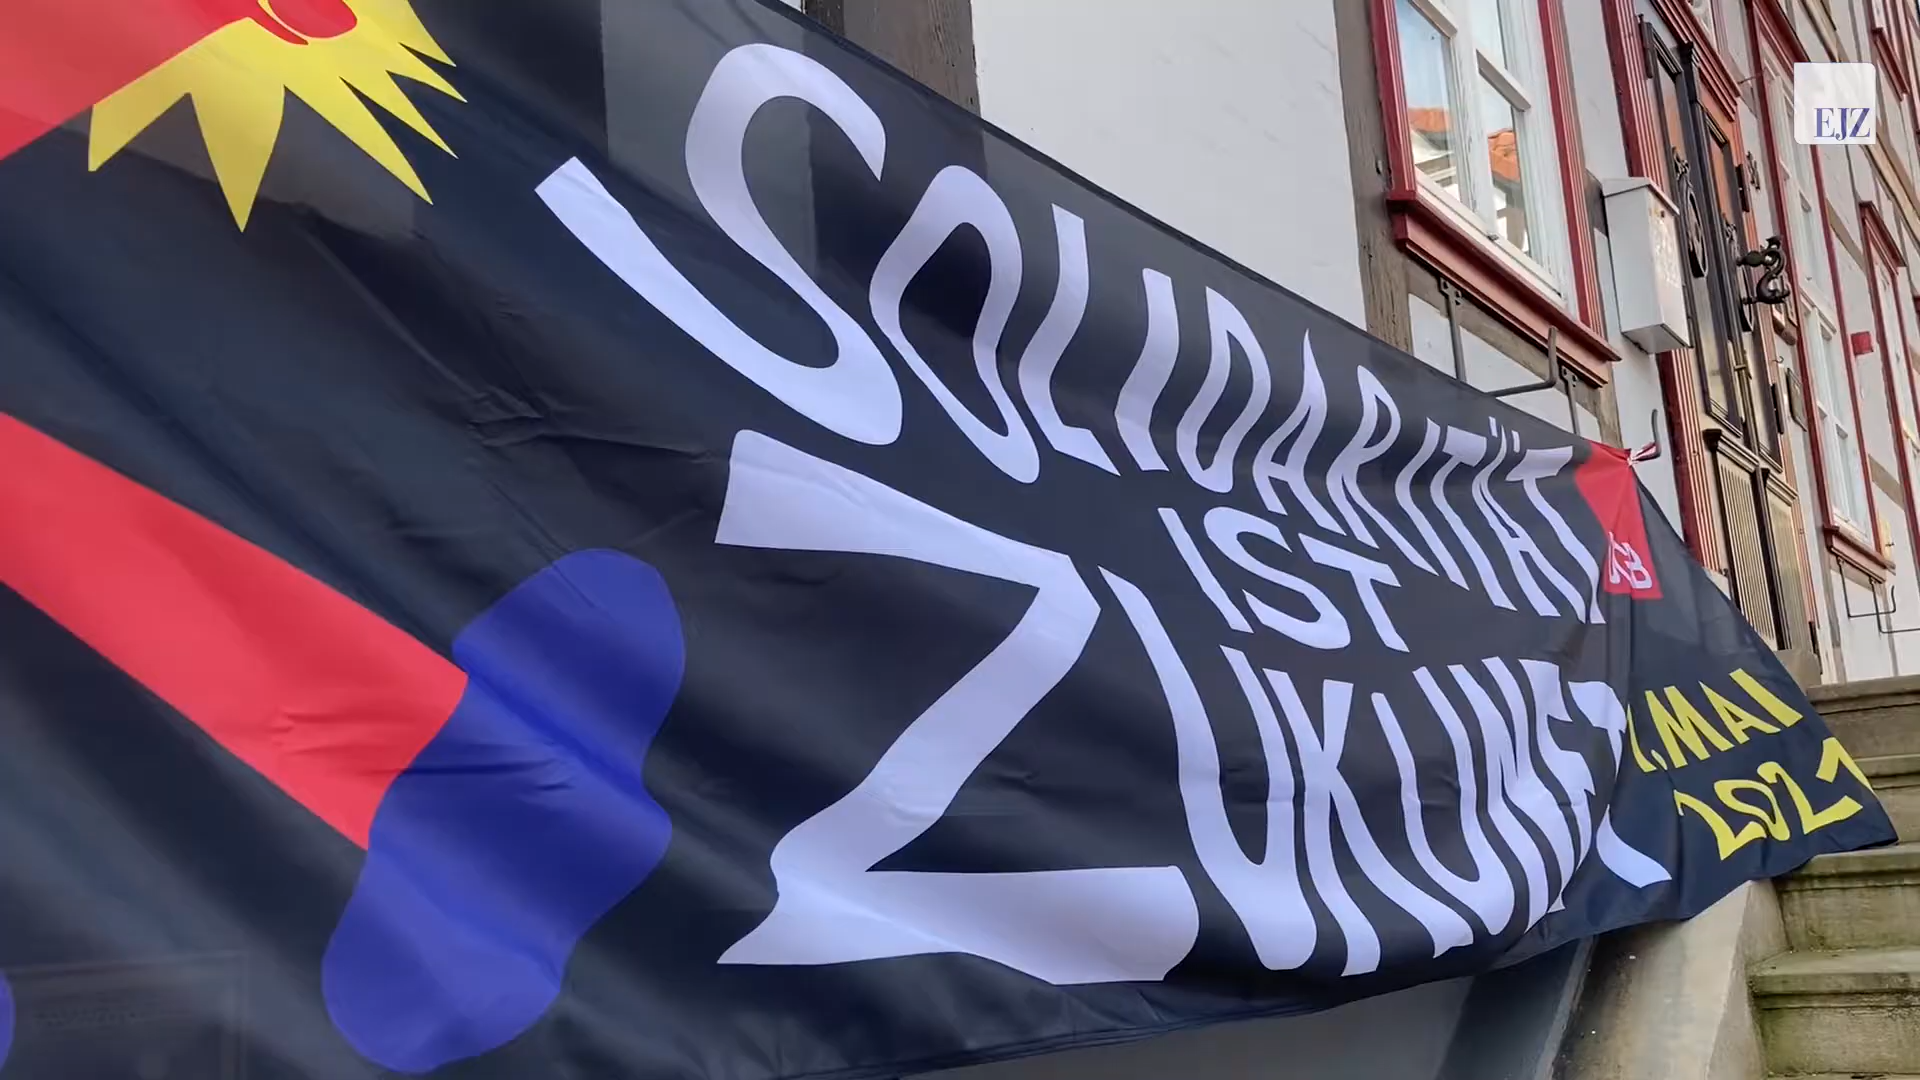 EJZ
SOLIDARITÄT
IST
ZUKUNFT
1. MAI
2021